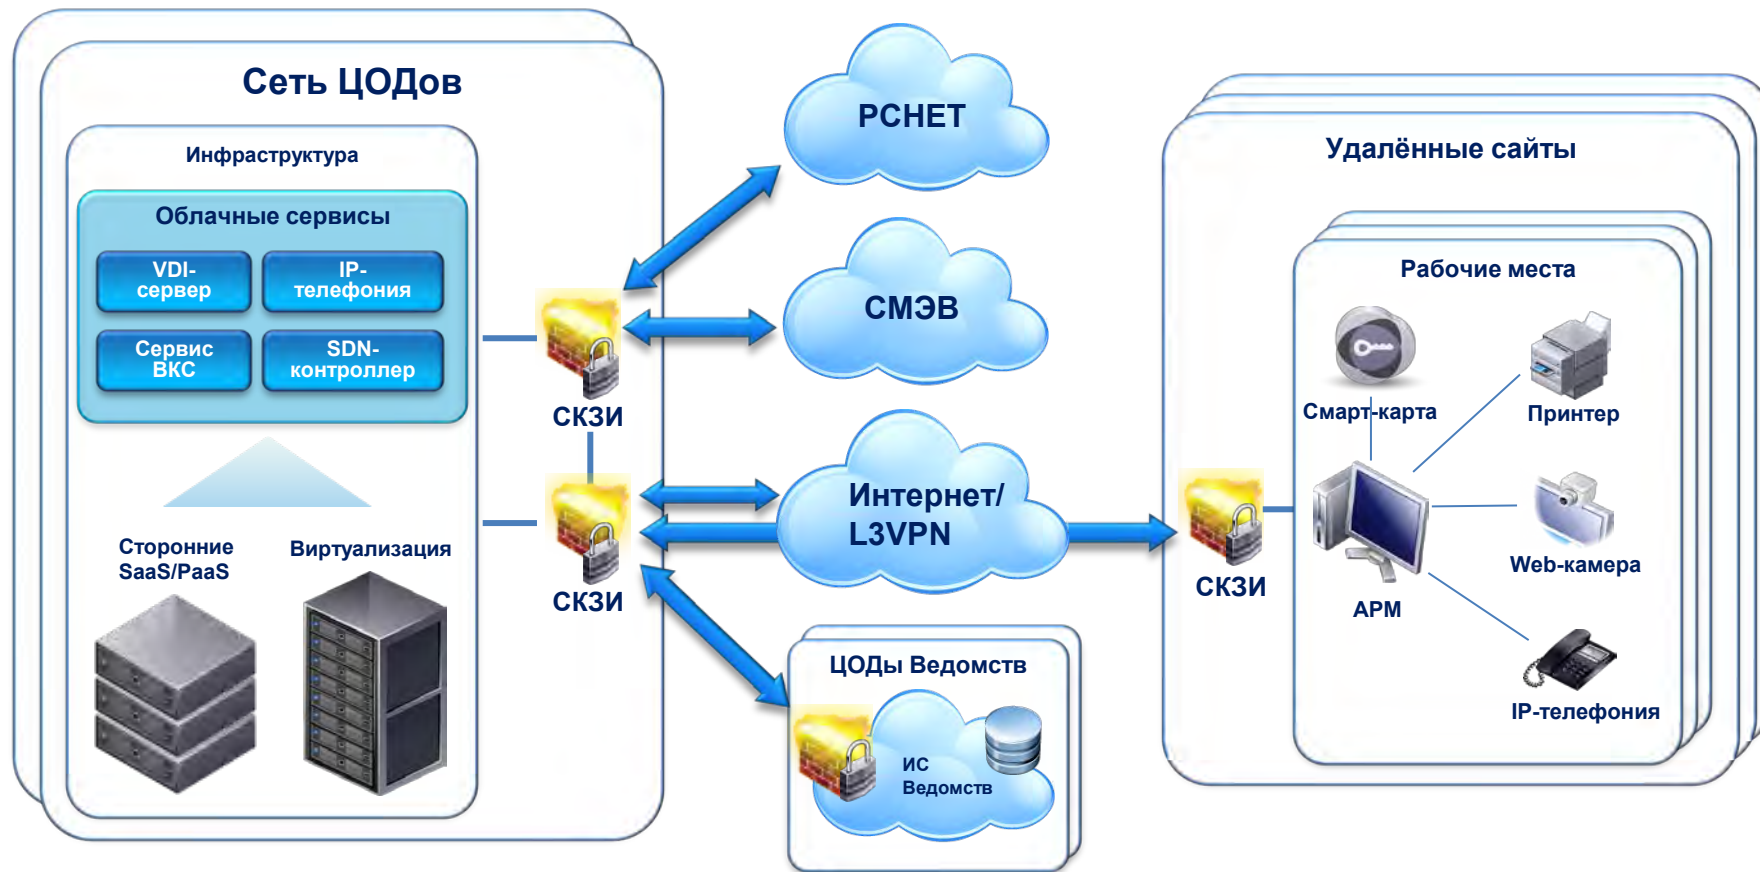 Сеть ЦОДов
Инфраструктура
Облачные сервисы
VDI-
сервер
IP-
телефония
Сервис
ВКС
SDN-
контроллер
Сторонние
SaaS/PaaS
Виртуализация
СКЗИ
СКЗИ
РСНЕТ
СМЭВ
Интернет/
L3VPN
ЦОДы Ведомств
ИС
Ведомств
Удалённые сайты
СКЗИ
Рабочие места
Смарт-карта
Принтер
АРМ
Web-камера
IP-телефония